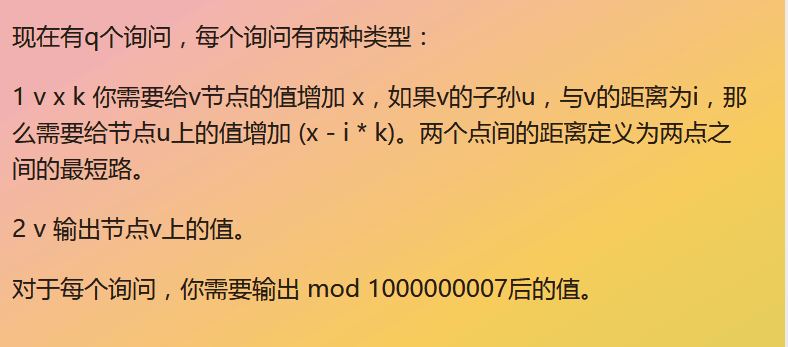 现在有q个询问，每个询问有两种类型：
1 v x k 你需要给v节点的值增加 x，如果v的子孙u，与v的距离为i，那
么需要给节点u上的值增加 (x - i * k)。两个点间的距离定义为两点之
间的最短路。
2 v 输出节点v上的值。
对于每个询问，你需要输出 mod 1000000007后的值。